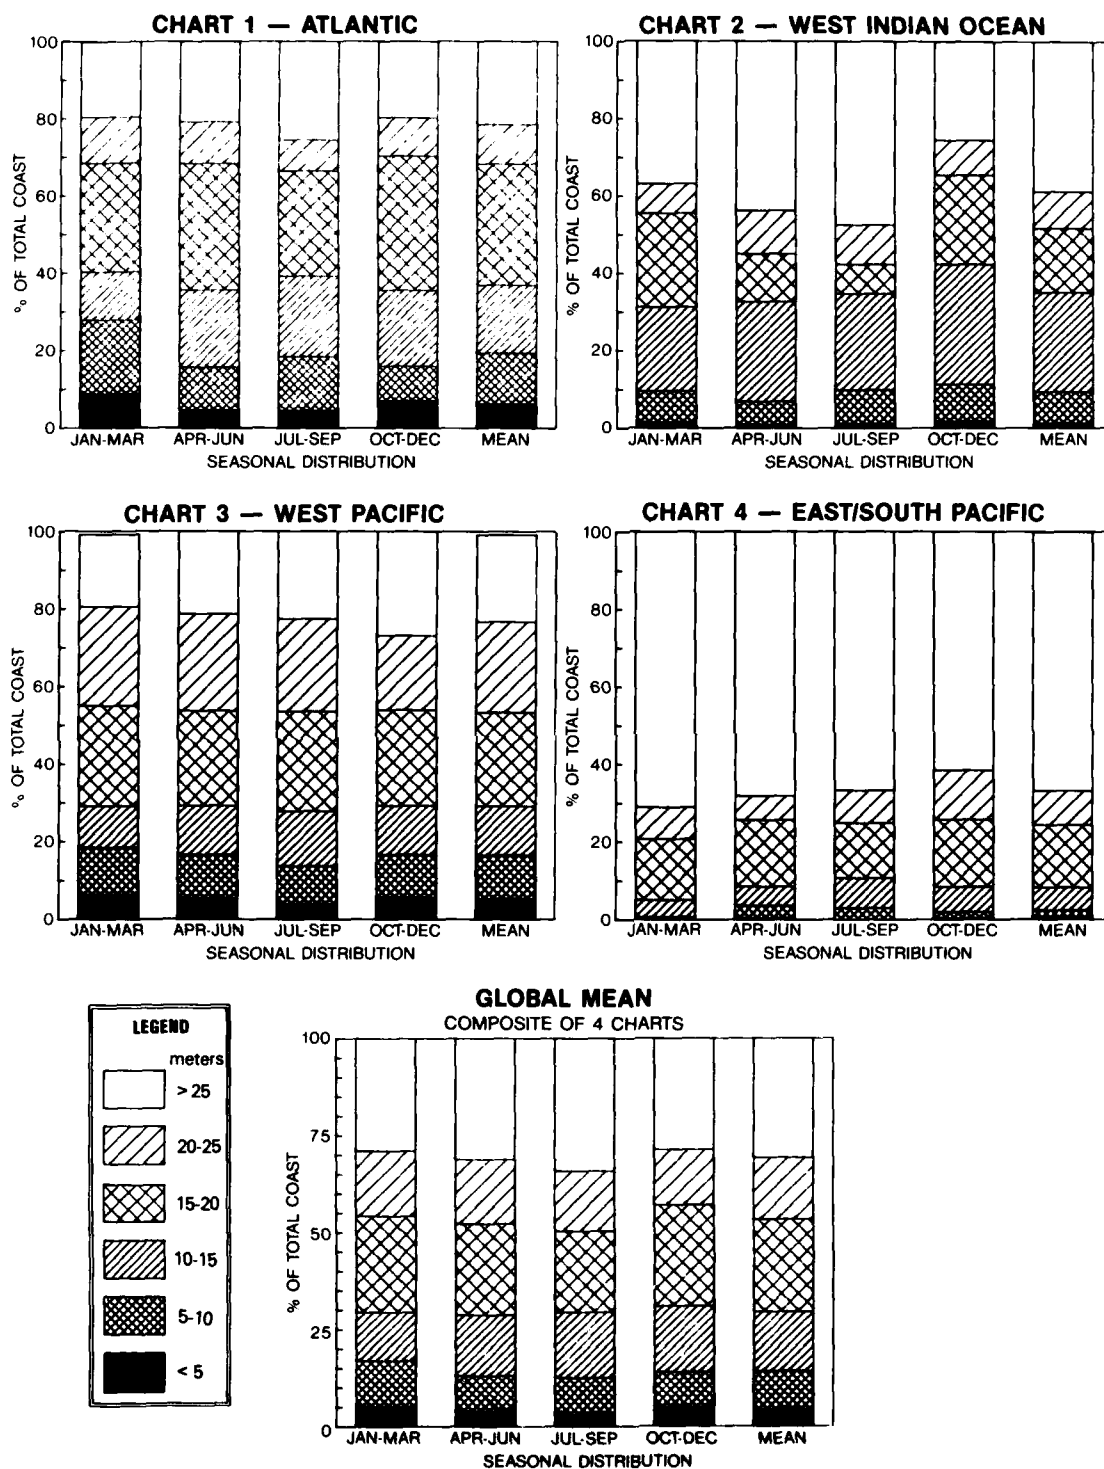 CHART 1 — ATLANTIC
100
80
60
40
20
0
% OF TOTAL COAST
JAN-MAR APR-JUN JUL-SEP OCT-DEC MEAN
SEASONAL DISTRIBUTION
CHART 2 — WEST INDIAN OCEAN
100
80
60
40
20
0
% OF TOTAL COAST
JAN-MAR APR-JUN JUL-SEP OCT-DEC MEAN
SEASONAL DISTRIBUTION
CHART 3 — WEST PACIFIC
100
80
60
40
20
0
% OF TOTAL COAST
JAN-MAR APR-JUN JUL-SEP OCT-DEC MEAN
SEASONAL DISTRIBUTION
CHART 4 — EAST/SOUTH PACIFIC
100
80
60
40
20
0
% OF TOTAL COAST
JAN-MAR APR-JUN JUL-SEP OCT-DEC MEAN
SEASONAL DISTRIBUTION
LEGEND
meters
> 25
20-25
15-20
10-15
5-10
< 5
GLOBAL MEAN
COMPOSITE OF 4 CHARTS
100
75
50
25
0
% OF TOTAL COAST
JAN-MAR APR-JUN JUL-SEP OCT-DEC MEAN
SEASONAL DISTRIBUTION